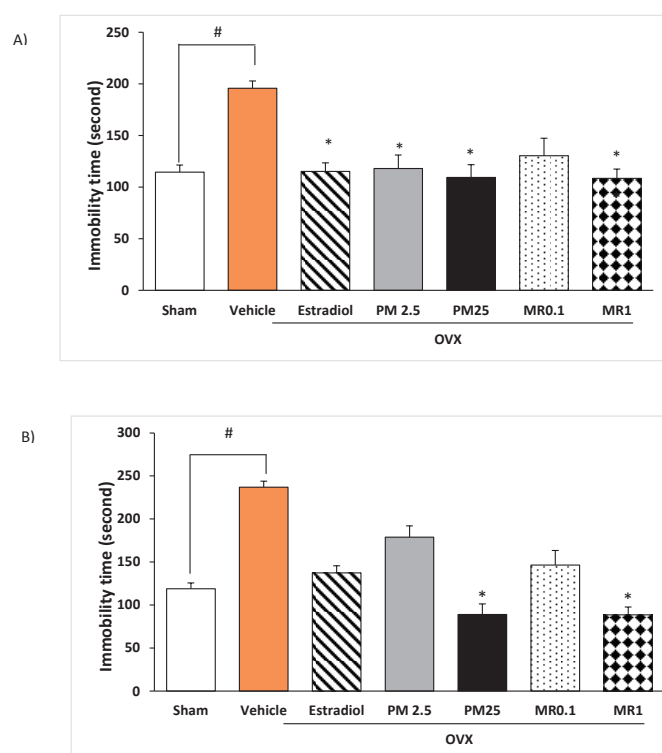 A)
250
200
150
100
50
0
Immobility time (second)
#
* * * *
Sham Vehicle Estradiol PM 2.5 PM25 MR0.1 MR1
OVX
B)
300
250
200
150
100
50
0
Immobility time (second)
#
* *
Sham Vehicle Estradiol PM 2.5 PM25 MR0.1 MR1
OVX